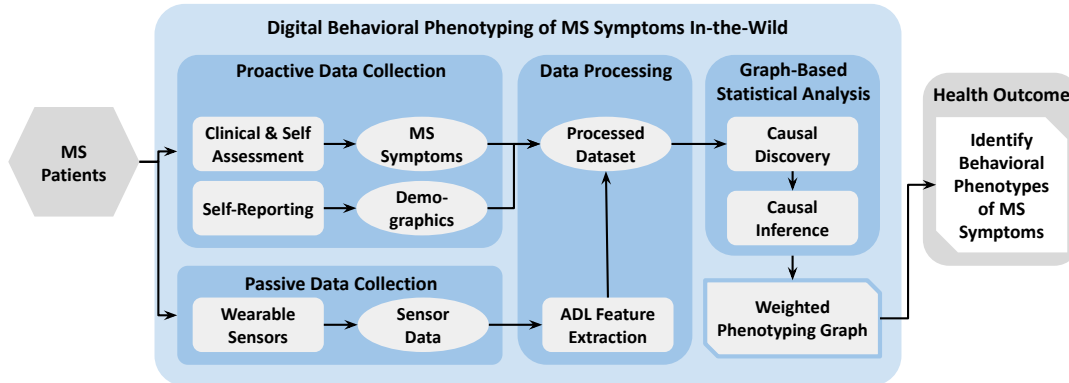 Digital Behavioral Phenotyping of MS Symptoms In-the-Wild
MS
Patients
Proactive Data Collection
Clinical & Self
Assessment
MS
Symptoms
Self-Reporting
Demo-
graphics
Passive Data Collection
Wearable
Sensors
Sensor
Data
Data Processing
Processed
Dataset
ADL Feature
Extraction
Graph-Based
Statistical Analysis
Causal
Discovery
Causal
Inference
Weighted
Phenotyping Graph
Health Outcome
Identify
Behavioral
Phenotypes
of MS
Symptoms